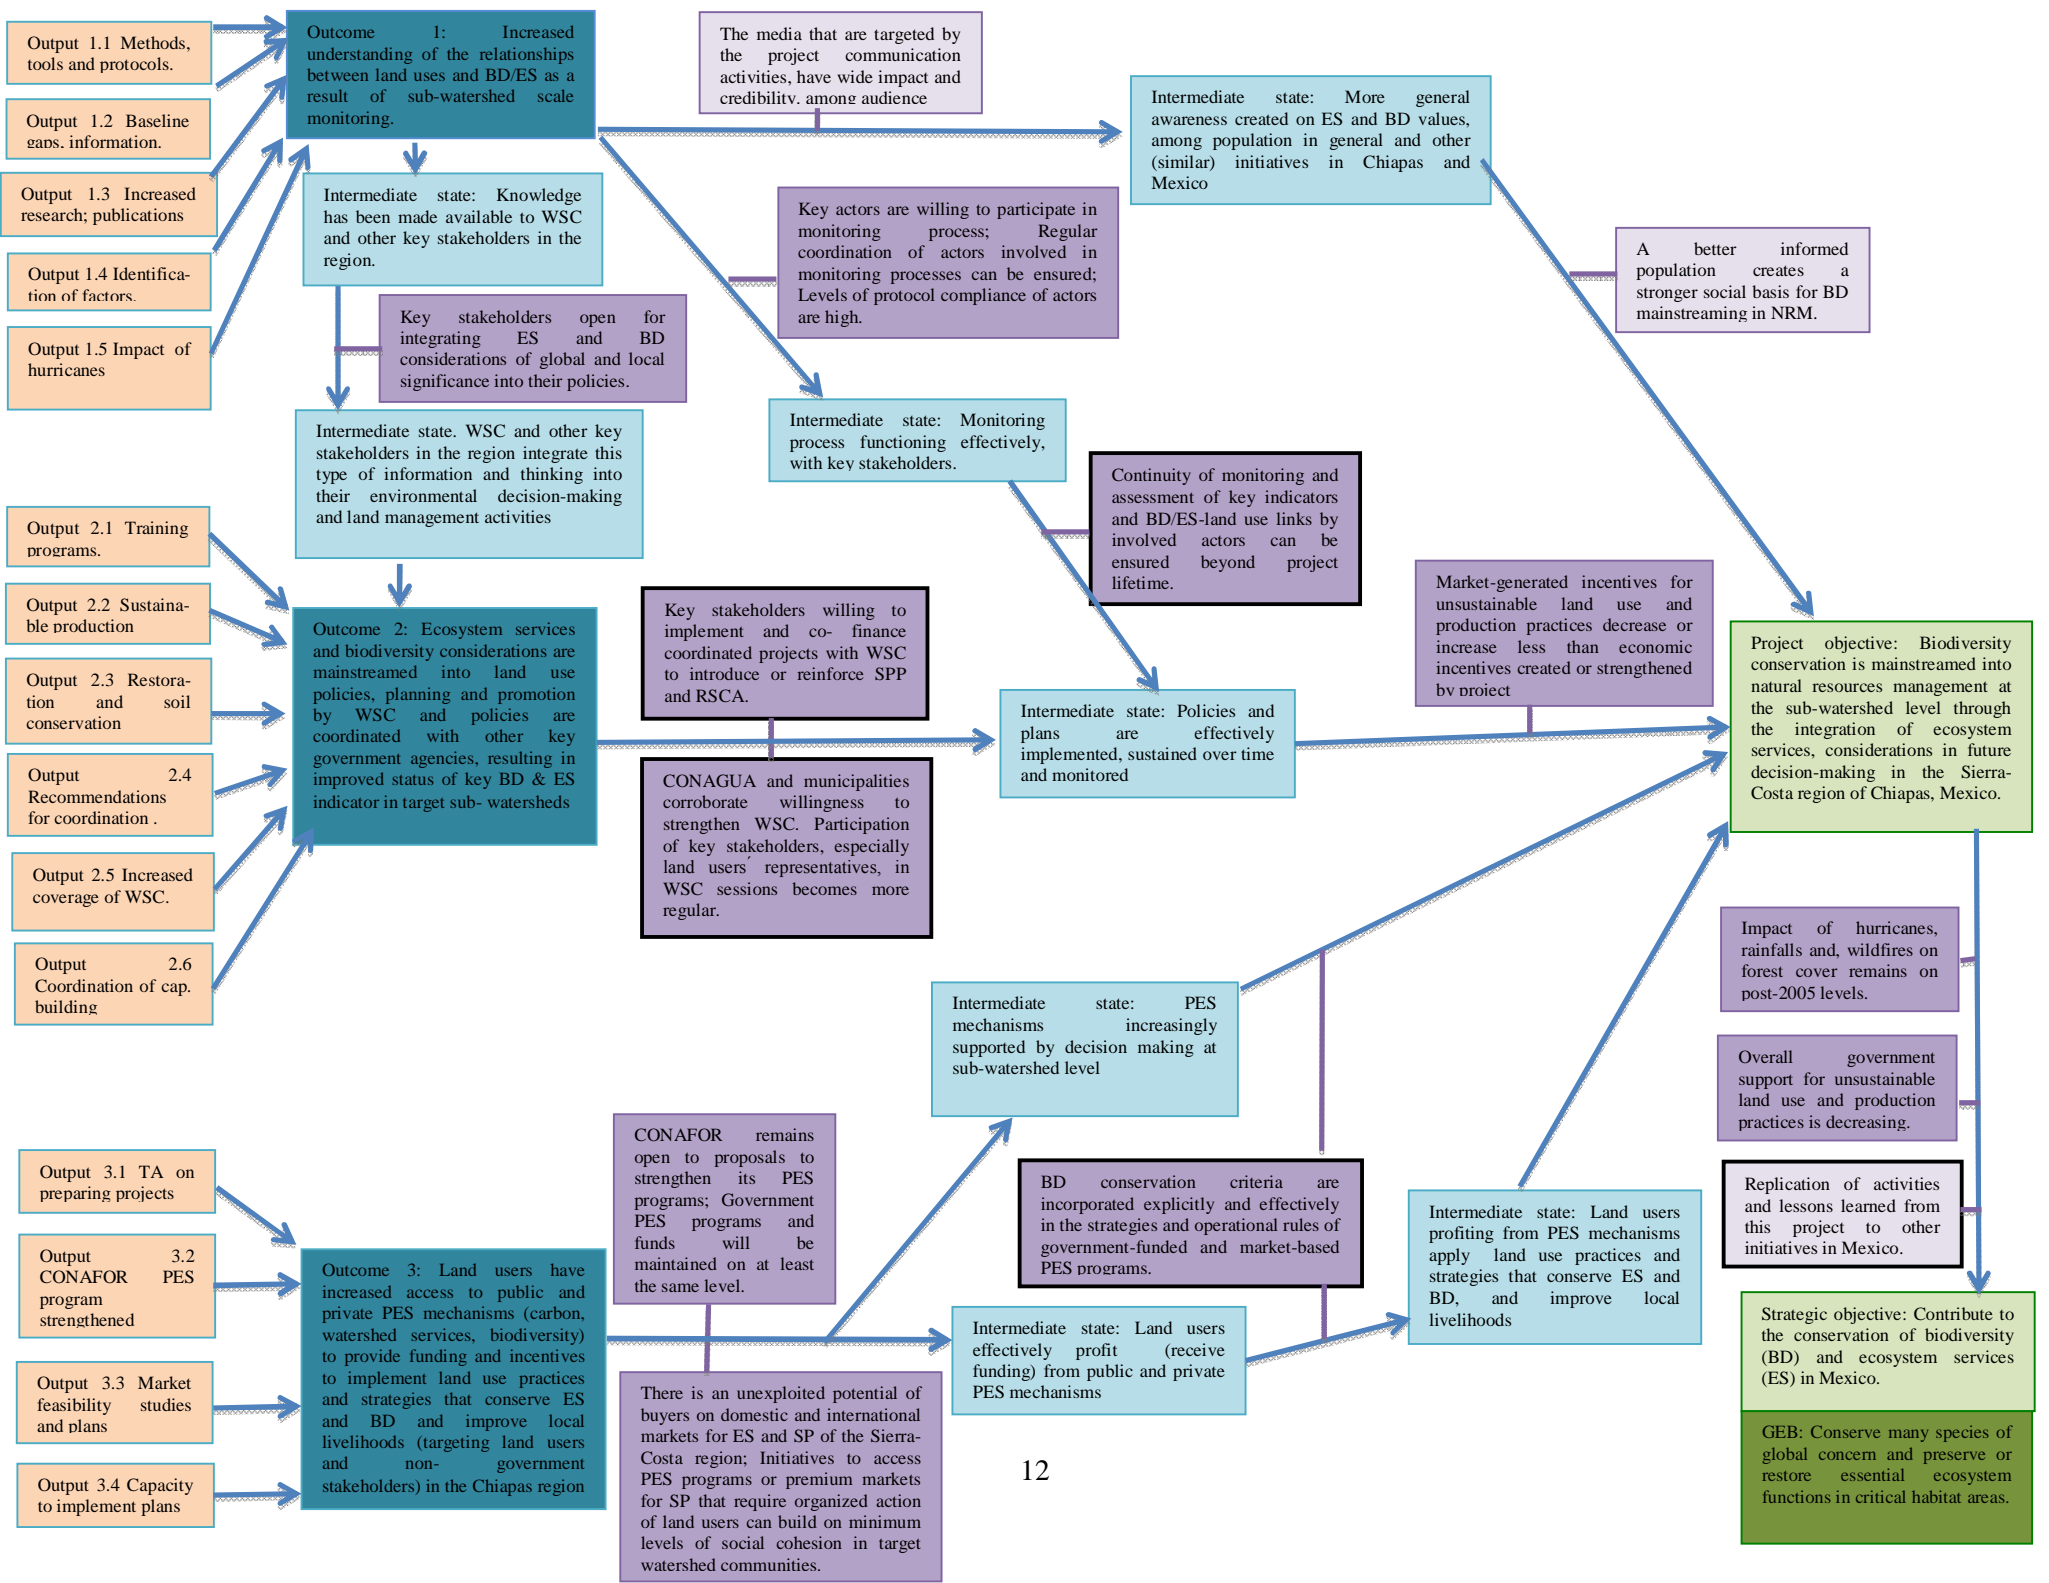 Output 1.1 Methods,
tools and protocols.
Output 1.2 Baseline
gaps, information.
Output 1.3 Increased
research; publications
Output 1.4 Identifica-
tion of factors.
Output 1.5 Impact of
hurricanes
Outcome 1: Increased
understanding of the relationships
between land uses and BD/ES as a
result of sub-watershed scale
monitoring.
The media that are targeted by
the project communication
activities, have wide impact and
credibility, among audience
Intermediate state: More general
awareness created on ES and BD values,
among population in general and other
(similar) initiatives in Chiapas and
Mexico
Intermediate state: Knowledge
has been made available to WSC
and other key stakeholders in the
region.
Key actors are willing to participate in
monitoring process; Regular
coordination of actors involved in
monitoring processes can be ensured;
Levels of protocol compliance of actors
are high.
A better informed
population creates a
stronger social basis for BD
mainstreaming in NRM.
Key stakeholders open for
integrating ES and BD
considerations of global and local
significance into their policies.
Intermediate state. WSC and other key
stakeholders in the region integrate this
type of information and thinking into
their environmental decision-making
and land management activities
Intermediate state: Monitoring
process functioning effectively,
with key stakeholders.
Continuity of monitoring and
assessment of key indicators
and BD/ES-land use links by
involved actors can be
ensured beyond project
lifetime.
Output 2.1 Training
programs.
Output 2.2 Sustaina-
ble production
Output 2.3 Restora-
tion and soil
conservation
Output 2.4
Recommendations
for coordination .
Output 2.5 Increased
coverage of WSC.
Output 2.6
Coordination of cap.
building
Outcome 2: Ecosystem services
and biodiversity considerations are
mainstreamed into land use
policies, planning and promotion
by WSC and policies are
coordinated with other key
government agencies, resulting in
improved status of key BD & ES
indicator in target sub- watersheds
Key stakeholders willing to
implement and co- finance
coordinated projects with WSC
to introduce or reinforce SPP
and RSCA.
CONAGUA and municipalities
corroborate willingness to
strengthen WSC. Participation
of key stakeholders, especially
land users´ representatives, in
WSC sessions becomes more
regular.
Intermediate state: Policies and
plans are effectively
implemented, sustained over time
and monitored
Market-generated incentives for
unsustainable land use and
production practices decrease or
increase less than economic
incentives created or strengthened
by project
Project objective: Biodiversity
conservation is mainstreamed into
natural resources management at
the sub-watershed level through
the integration of ecosystem
services, considerations in future
decision-making in the Sierra-
Costa region of Chiapas, Mexico.
Impact of hurricanes,
rainfalls and, wildfires on
forest cover remains on
post-2005 levels.
Overall government
support for unsustainable
land use and production
practices is decreasing.
Replication of activities
and lessons learned from
this project to other
initiatives in Mexico.
Intermediate state: PES
mechanisms increasingly
supported by decision making at
sub-watershed level
Output 3.1 TA on
preparing projects
Output 3.2
CONAFOR PES
program
strengthened
Output 3.3 Market
feasibility studies
and plans
Output 3.4 Capacity
to implement plans
Outcome 3: Land users have
increased access to public and
private PES mechanisms (carbon,
watershed services, biodiversity)
to provide funding and incentives
to implement land use practices
and strategies that conserve ES
and BD and improve local
livelihoods (targeting land users
and non- government
stakeholders) in the Chiapas region
CONAFOR remains
open to proposals to
strengthen its PES
programs; Government
PES programs and
funds will be
maintained on at least
the same level.
There is an unexploited potential of
buyers on domestic and international
markets for ES and SP of the Sierra-
Costa region; Initiatives to access
PES programs or premium markets
for SP that require organized action
of land users can build on minimum
levels of social cohesion in target
watershed communities.
BD conservation criteria are
incorporated explicitly and effectively
in the strategies and operational rules of
government-funded and market-based
PES programs.
Intermediate state: Land users
effectively profit (receive
funding) from public and private
PES mechanisms
Intermediate state: Land users
profiting from PES mechanisms
apply land use practices and
strategies that conserve ES and
BD, and improve local
livelihoods
Strategic objective: Contribute to
the conservation of biodiversity
(BD) and ecosystem services
(ES) in Mexico.
GEB: Conserve many species of
global concern and preserve or
restore essential ecosystem
functions in critical habitat areas.
12